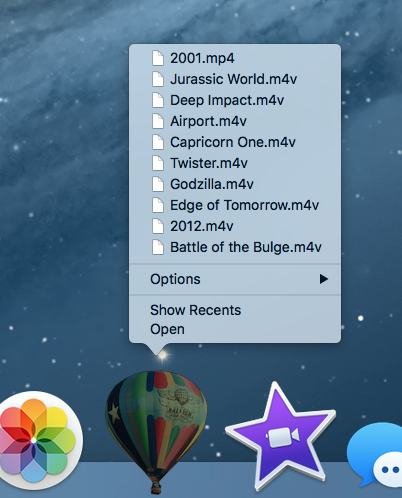 2001.mp4
Jurassic World.m4v
Deep Impact.m4v
Airport.m4v
Capricorn One.m4v
Twister.m4v
Godzilla.m4v
Edge of Tomorrow.m4v
2012.m4v
Battle of the Bulge.m4v
Options
Show Recents
Open